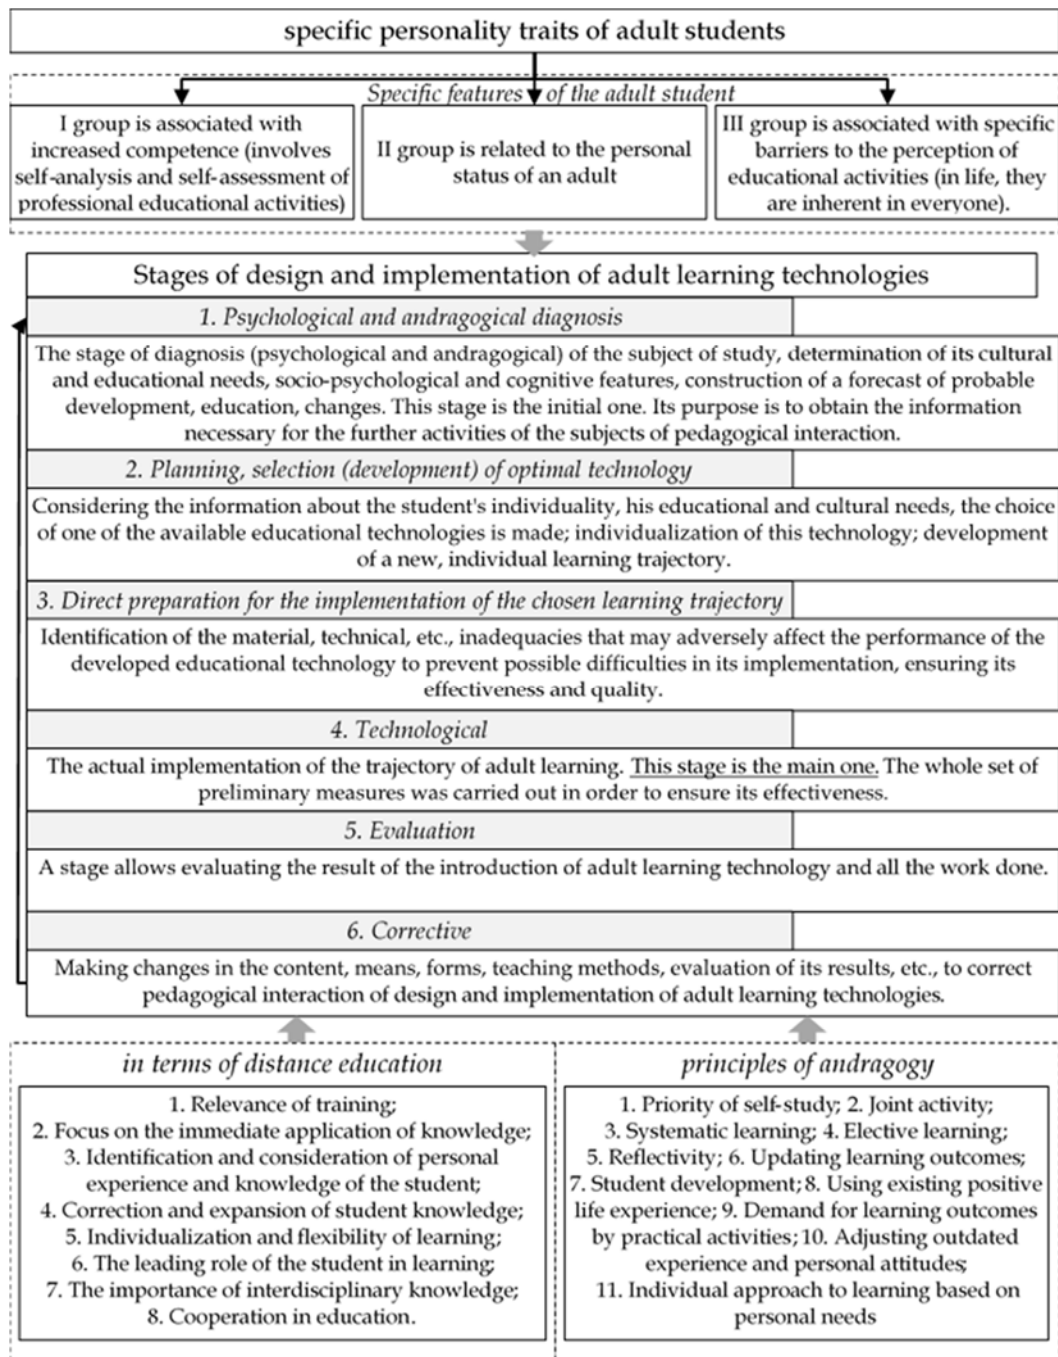 specific personality traits of adult students
Specific features of the adult student
I group is associated with
increased competence (involves
self-analysis and self-assessment of
professional educational activities)
II group is related to the personal
status of an adult
III group is associated with specific
barriers to the perception of
educational activities (in life, they
are inherent in everyone).
Stages of design and implementation of adult learning technologies
1. Psychological and andragogical diagnosis
The stage of diagnosis (psychological and andragogical) of the subject of study, determination of its cultural
and educational needs, socio-psychological and cognitive features, construction of a forecast of probable
development, education, changes. This stage is the initial one. Its purpose is to obtain the information
necessary for the further activities of the subjects of pedagogical interaction.
2. Planning, selection (development) of optimal technology
Considering the information about the student's individuality, his educational and cultural needs, the choice
of one of the available educational technologies is made; individualization of this technology; development
of a new, individual learning trajectory.
3. Direct preparation for the implementation of the chosen learning trajectory
Identification of the material, technical, etc., inadequacies that may adversely affect the performance of the
developed educational technology to prevent possible difficulties in its implementation, ensuring its
effectiveness and quality.
4. Technological
The actual implementation of the trajectory of adult learning. This stage is the main one. The whole set of
preliminary measures was carried out in order to ensure its effectiveness.
5. Evaluation
A stage allows evaluating the result of the introduction of adult learning technology and all the work done.
6. Corrective
Making changes in the content, means, forms, teaching methods, evaluation of its results, etc., to correct
pedagogical interaction of design and implementation of adult learning technologies.
in terms of distance education
1. Relevance of training;
2. Focus on the immediate application of knowledge;
3. Identification and consideration of personal
experience and knowledge of the student;
4. Correction and expansion of student knowledge;
5. Individualization and flexibility of learning;
6. The leading role of the student in learning;
7. The importance of interdisciplinary knowledge;
8. Cooperation in education.
principles of andragogy
1. Priority of self-study; 2. Joint activity;
3. Systematic learning; 4. Elective learning;
5. Reflectivity; 6. Updating learning outcomes;
7. Student development; 8. Using existing positive
life experience; 9. Demand for learning outcomes
by practical activities; 10. Adjusting outdated
experience and personal attitudes;
11. Individual approach to learning based on
personal needs